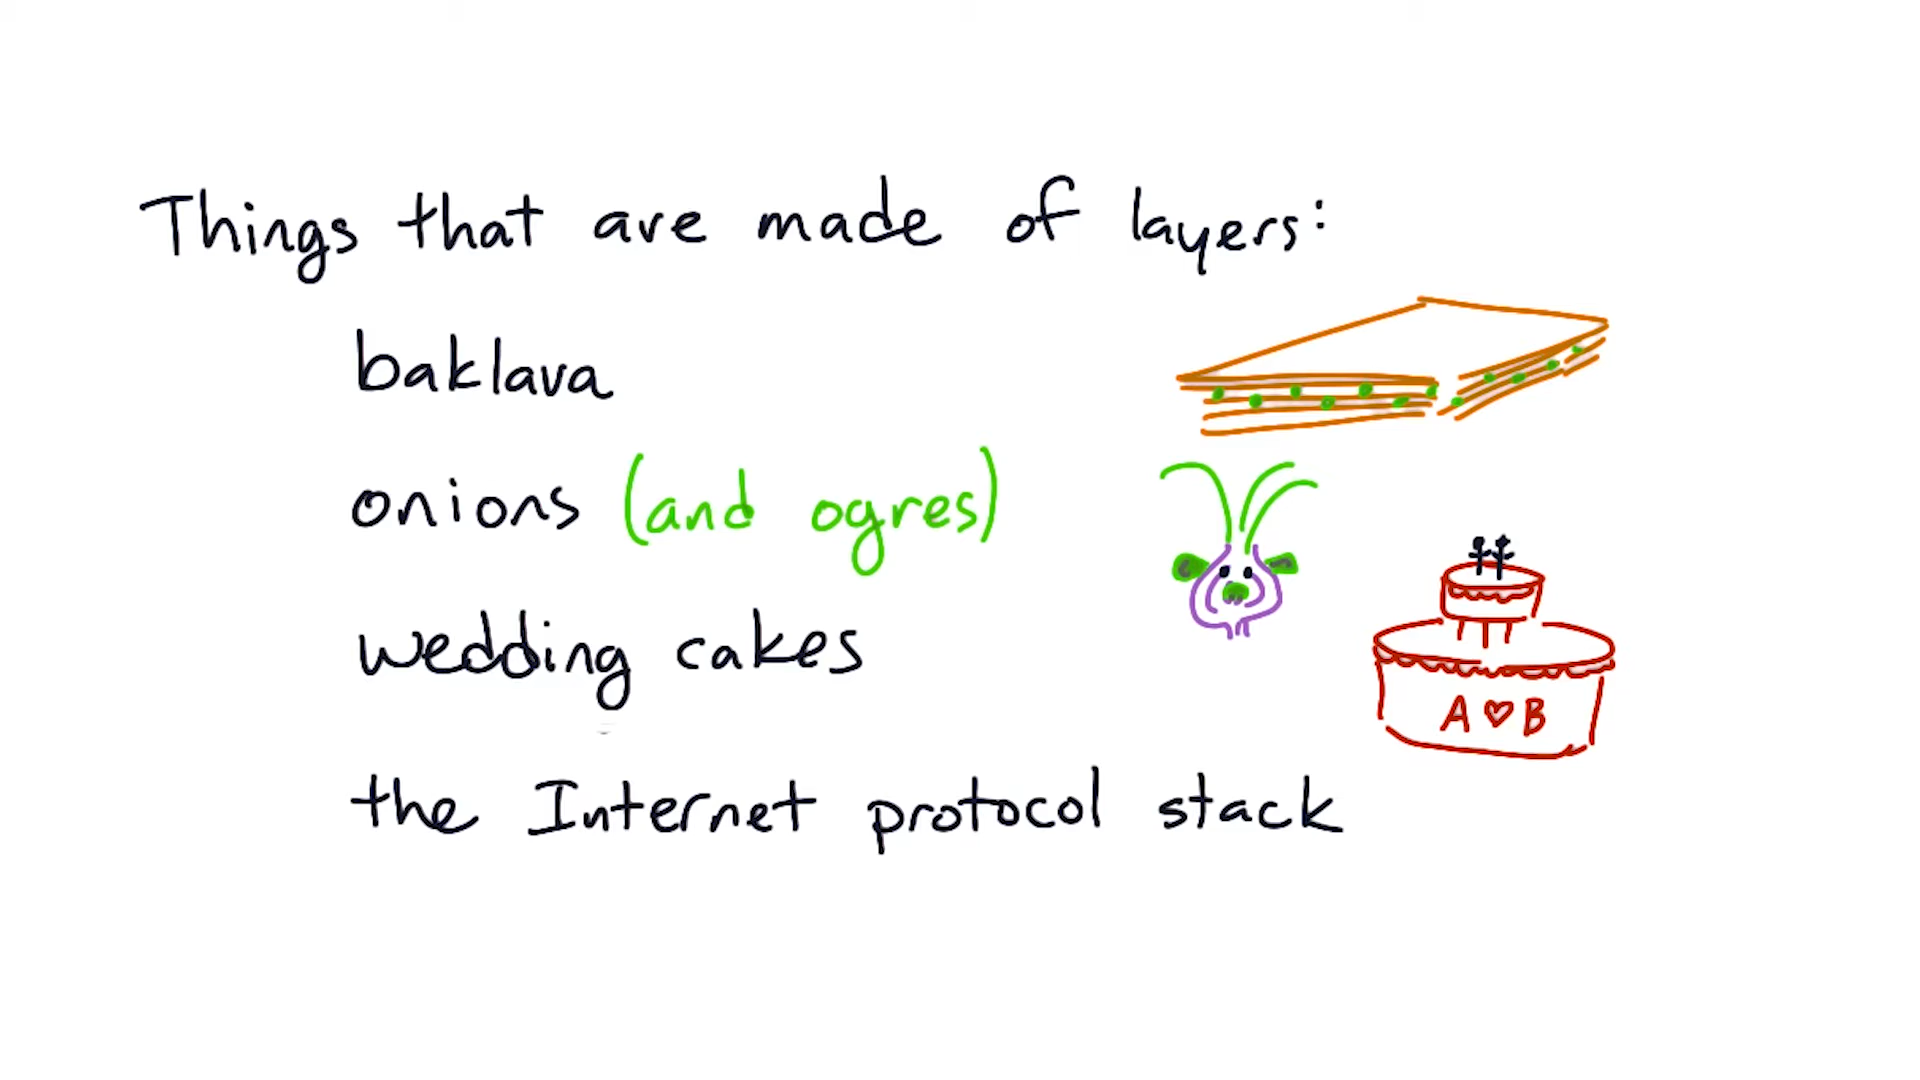 Things that are made of layers:
baklava
onions (and ogres)
wedding cakes
A ♡ B
the Internet protocol stack